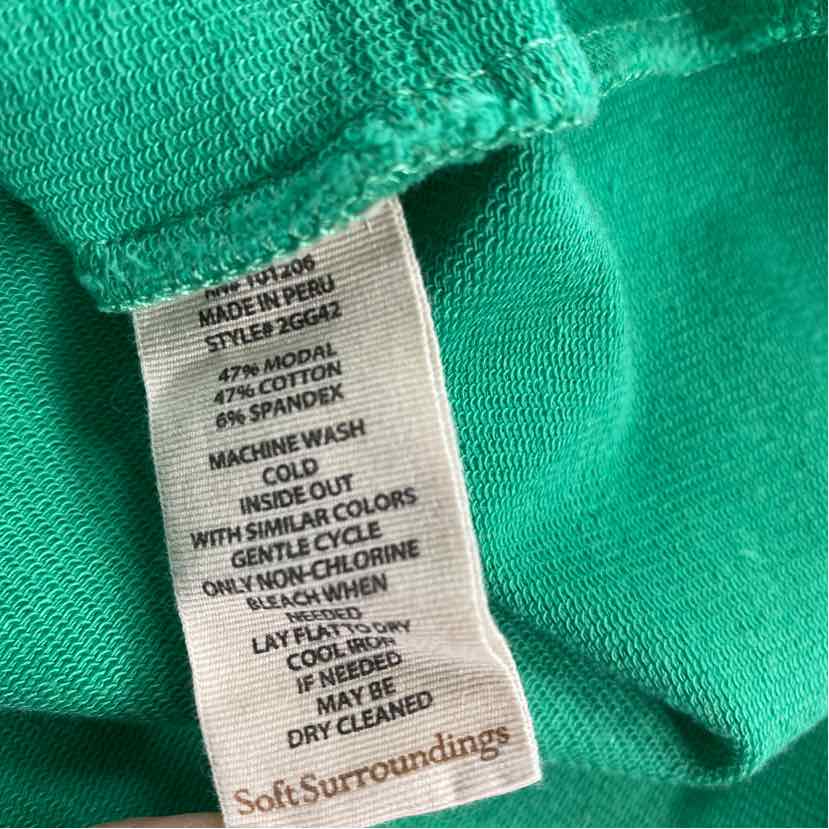 RN# 101206
MADE IN PERU
STYLE# 2GG42
47% MODAL
47% COTTON
6% SPANDEX
MACHINE WASH
COLD
INSIDE OUT
WITH SIMILAR COLORS
GENTLE CYCLE
ONLY NON-CHLORINE
BLEACH WHEN
NEEDED
LAY FLAT TO DRY
COOL IRON
IF NEEDED
MAY BE
DRY CLEANED
SoftSurroundings